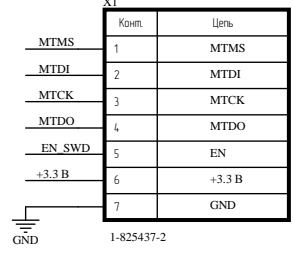 X1
Конт. Цепь
MTMS 1 MTMS
MTDI 2 MTDI
MTCK 3 MTCK
MTDO 4 MTDO
EN_SWD 5 EN
+3.3 В 6 +3.3 В
7 GND
GND 1-825437-2